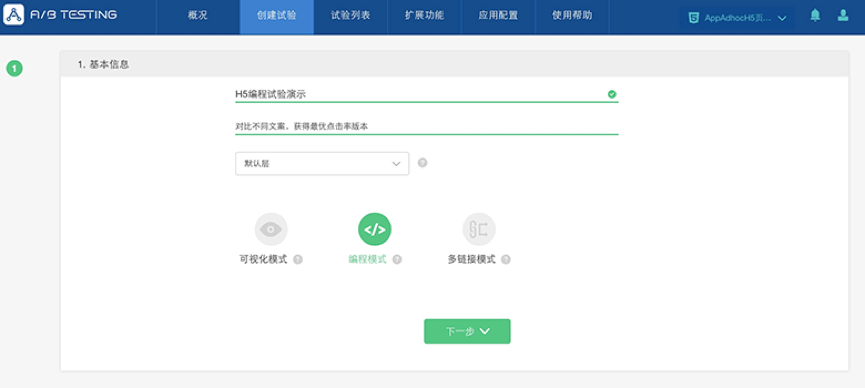 A/B TESTING 概况 创建试验 试验列表 扩展功能 应用配置 使用帮助 AppAdhocH5页...
1
1. 基本信息
H5编程试验演示
对比不同文案，获得最优点击率版本
默认层 ?
</>
可视化模式 ? 编程模式 ? 多链接模式 ?
下一步